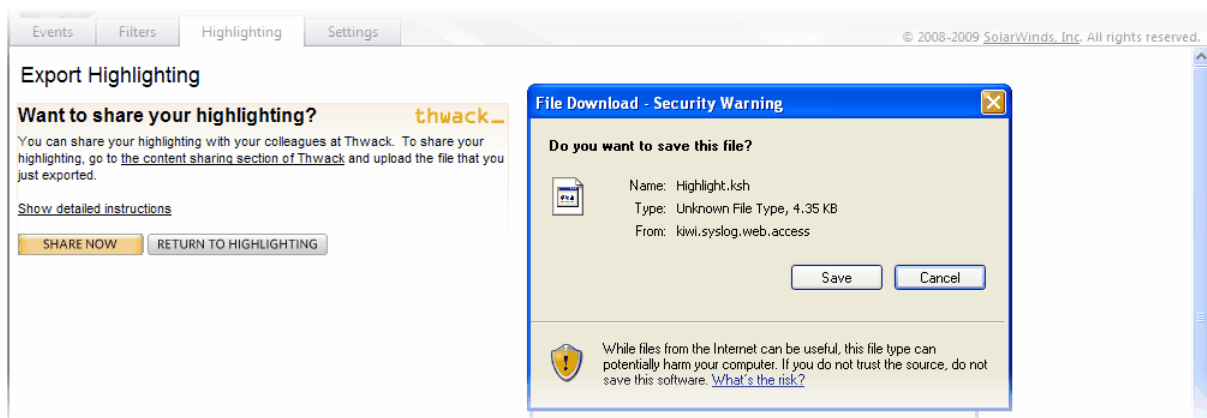 Events Filters Highlighting Settings
© 2008-2009 SolarWinds, Inc. All rights reserved.
Export Highlighting
Want to share your highlighting?
thwack_
You can share your highlighting with your colleagues at Thwack. To share your
highlighting, go to the content sharing section of Thwack and upload the file that you
just exported.
Show detailed instructions
SHARE NOW RETURN TO HIGHLIGHTING
File Download - Security Warning
Do you want to save this file?
Name: Highlight.ksh
Type: Unknown File Type, 4.35 KB
From: kiwi.syslog.web.access
Save Cancel
While files from the Internet can be useful, this file type can
potentially harm your computer. If you do not trust the source, do not
save this software. What's the risk?